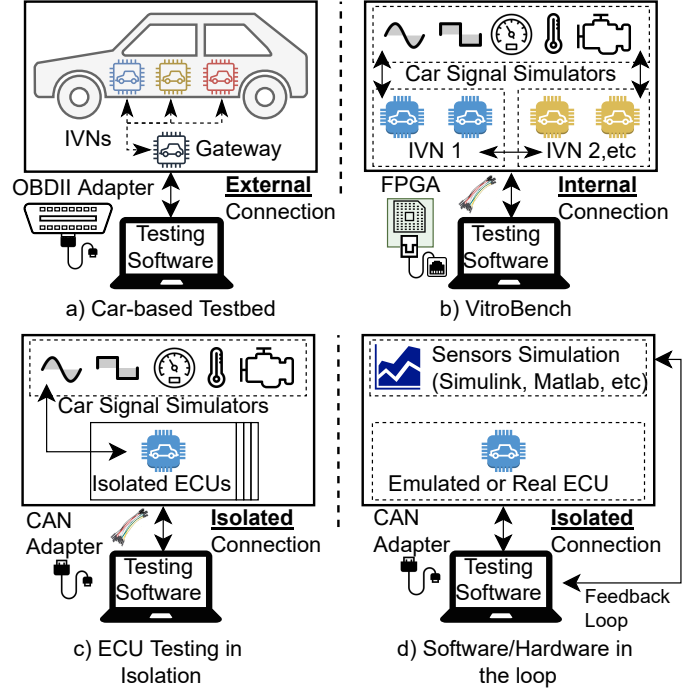 IVNs
Gateway
OBDII Adapter
External
Connection
Testing
Software
a) Car-based Testbed
Car Signal Simulators
IVN 1
IVN 2,etc
FPGA
Internal
Connection
Testing
Software
b) VitroBench
Car Signal Simulators
Isolated ECUs
CAN
Adapter
Isolated
Connection
Testing
Software
c) ECU Testing in
Isolation
Sensors Simulation
(Simulink, Matlab, etc)
Emulated or Real ECU
CAN
Adapter
Isolated
Connection
Testing
Software
Feedback
Loop
d) Software/Hardware in
the loop